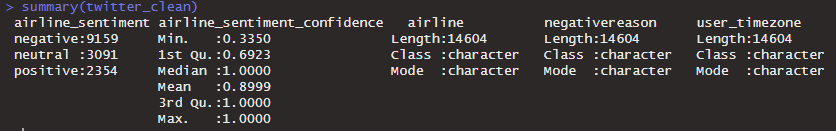 > summary(twitter_clean)
airline_sentiment airline_sentiment_confidence   airline          negativereason     user_timezone
negative:9159     Min.   :0.3350               Length:14604       Length:14604       Length:14604
neutral :3091     1st Qu.:0.6923               Class :character   Class :character   Class :character
positive:2354     Median :1.0000               Mode  :character   Mode  :character   Mode  :character
                  Mean   :0.8999
                  3rd Qu.:1.0000
                  Max.   :1.0000